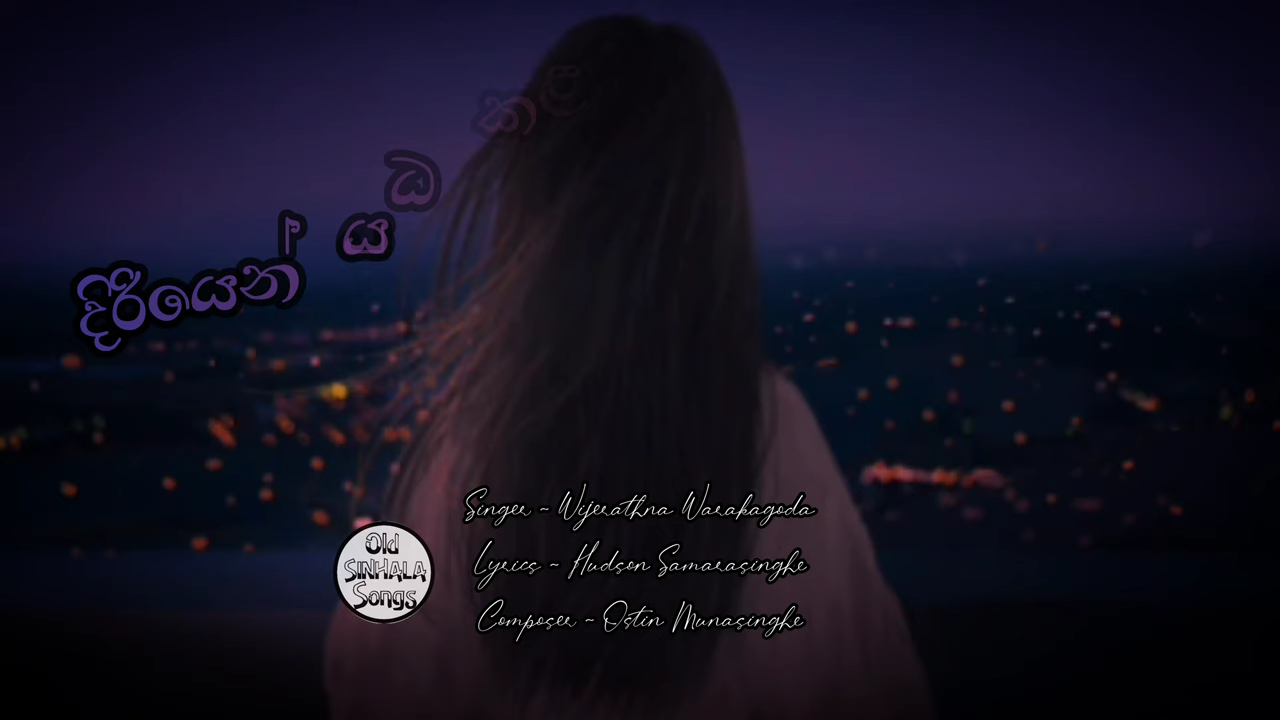 දිරියෙන්
Singer ~ Wijerathna Warakagoda
Lyrics ~ Hudson Samarasinghe
Composer ~ Ostin Munasinghe
Old
SINHALA
Songs